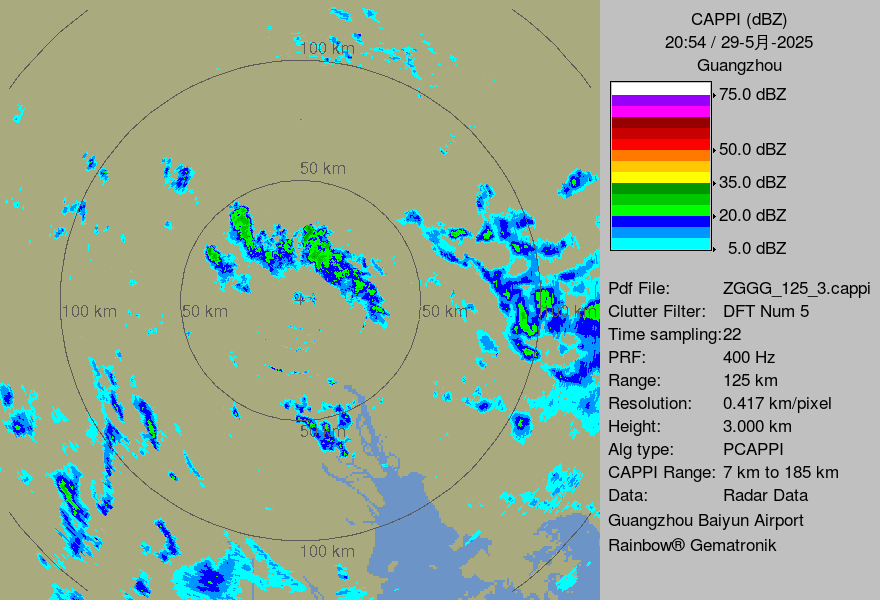 CAPPI (dBZ)
20:54 / 29-5月-2025
Guangzhou
75.0 dBZ
50.0 dBZ
35.0 dBZ
20.0 dBZ
5.0 dBZ
Pdf File: ZGGG_125_3.cappi
Clutter Filter: DFT Num 5
Time sampling:22
PRF: 400 Hz
Range: 125 km
Resolution: 0.417 km/pixel
Height: 3.000 km
Alg type: PCAPPI
CAPPI Range: 7 km to 185 km
Data: Radar Data
Guangzhou Baiyun Airport
Rainbow® Gematronik
100 km
50 km
100 km
50 km
50 km
50 km
100 km